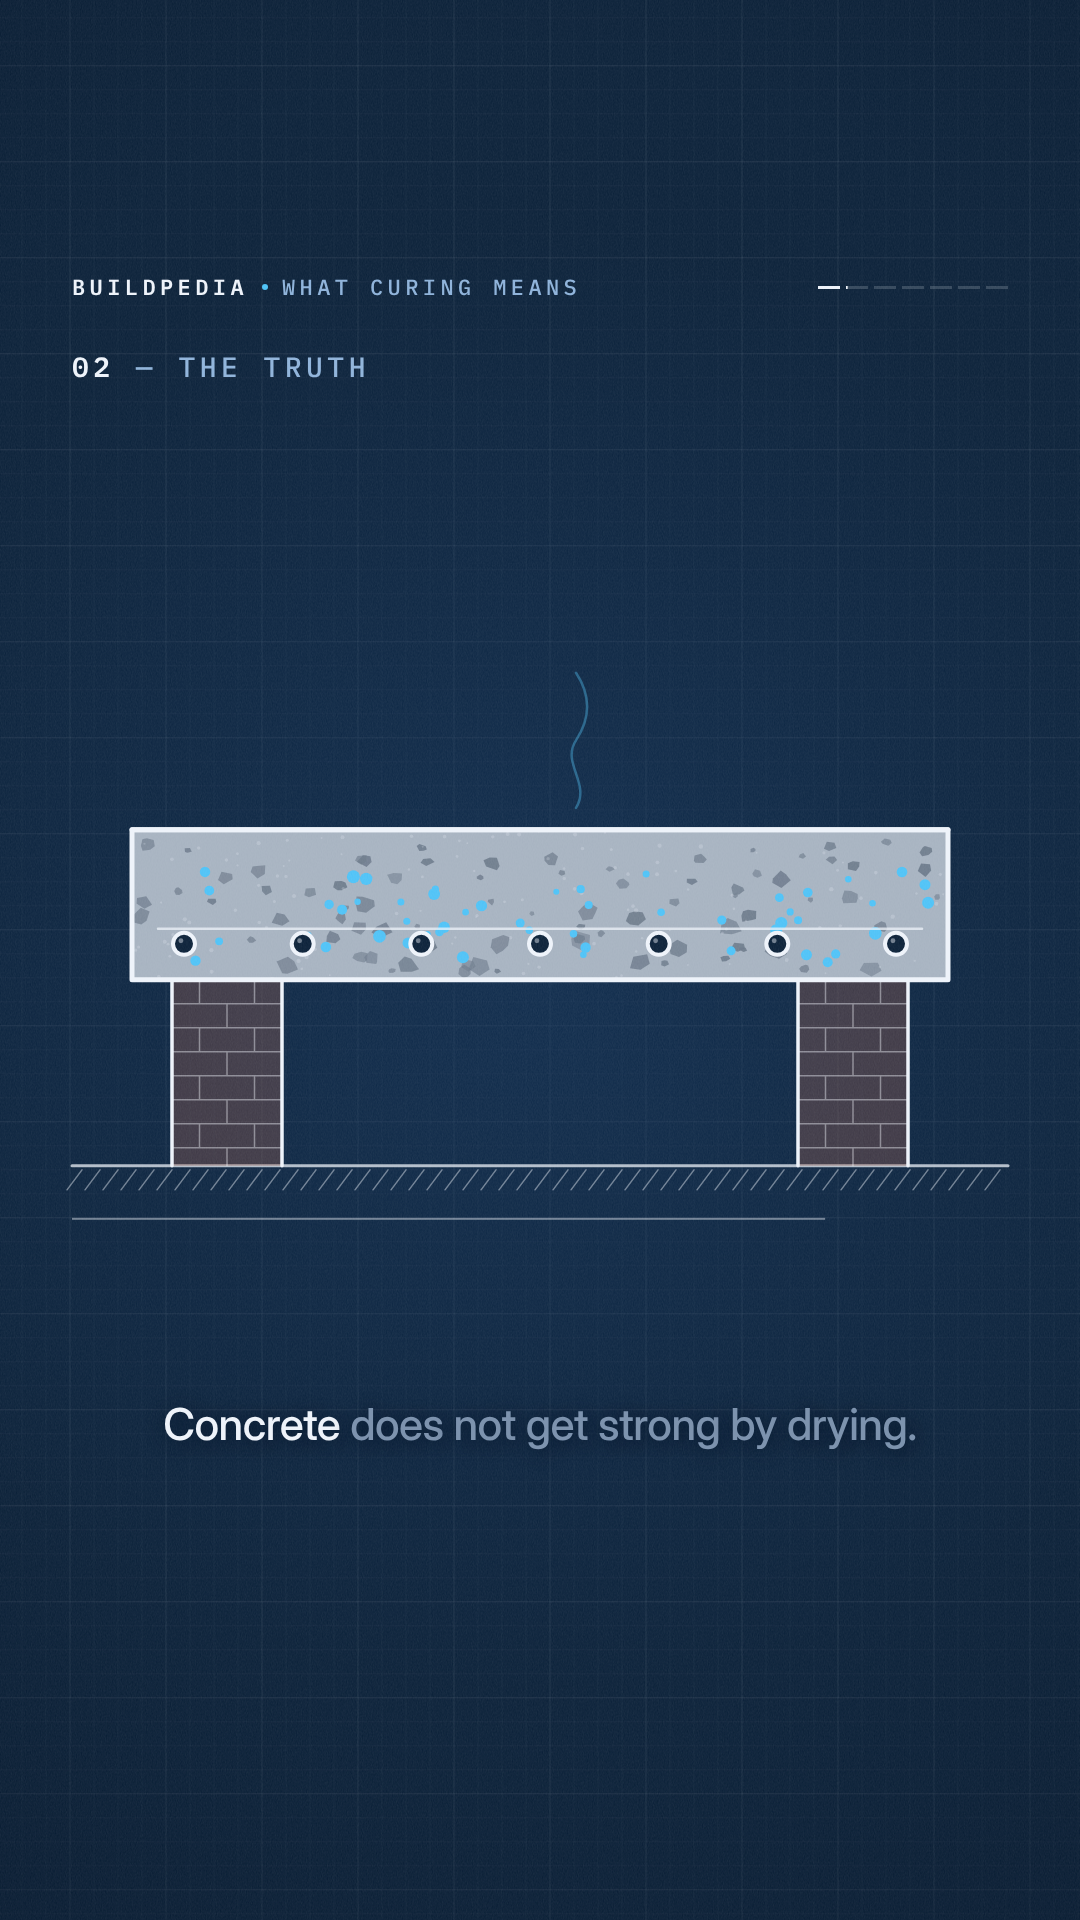 BUILDPEDIA • WHAT CURING MEANS
02 — THE TRUTH
Concrete does not get strong by drying.